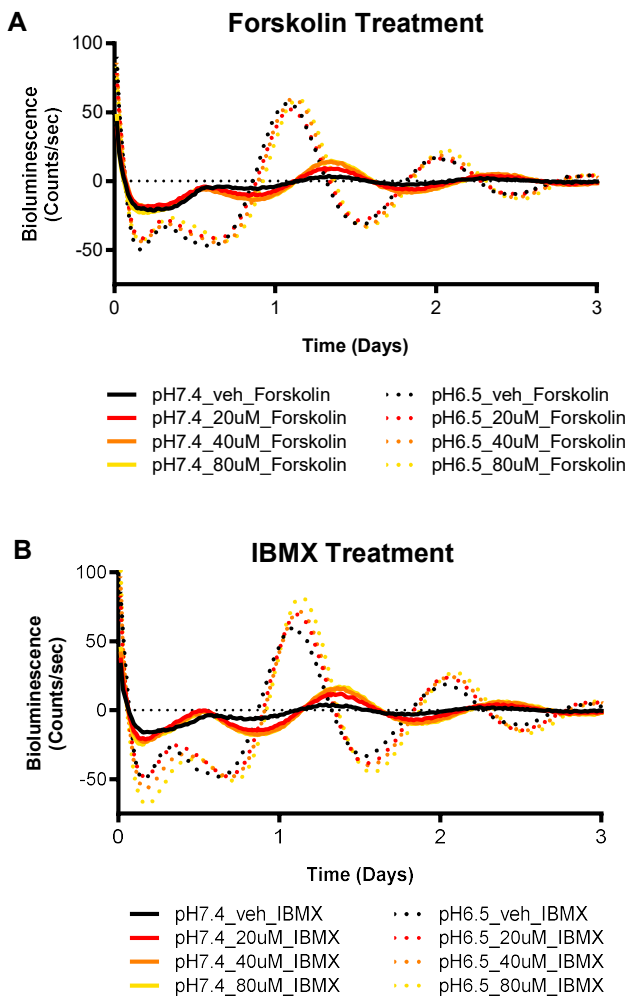 A
Forskolin Treatment
Bioluminescence
(Counts/sec)
100
50
0
-50
0
1
2
3
Time (Days)
pH7.4_veh_Forskolin
pH7.4_20uM_Forskolin
pH7.4_40uM_Forskolin
pH7.4_80uM_Forskolin
pH6.5_veh_Forskolin
pH6.5_20uM_Forskolin
pH6.5_40uM_Forskolin
pH6.5_80uM_Forskolin
B
IBMX Treatment
Bioluminescence
(Counts/sec)
100
50
0
-50
0
1
2
3
Time (Days)
pH7.4_veh_IBMX
pH7.4_20uM_IBMX
pH7.4_40uM_IBMX
pH7.4_80uM_IBMX
pH6.5_veh_IBMX
pH6.5_20uM_IBMX
pH6.5_40uM_IBMX
pH6.5_80uM_IBMX